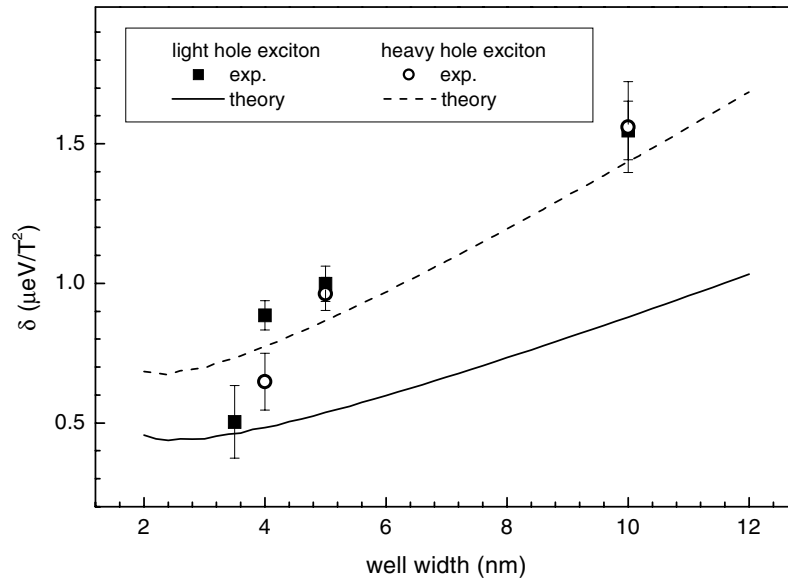 light hole exciton heavy hole exciton
exp. exp.
theory theory
1.5
1.0
0.5
δ (μeV/T²)
2 4 6 8 10 12
well width (nm)